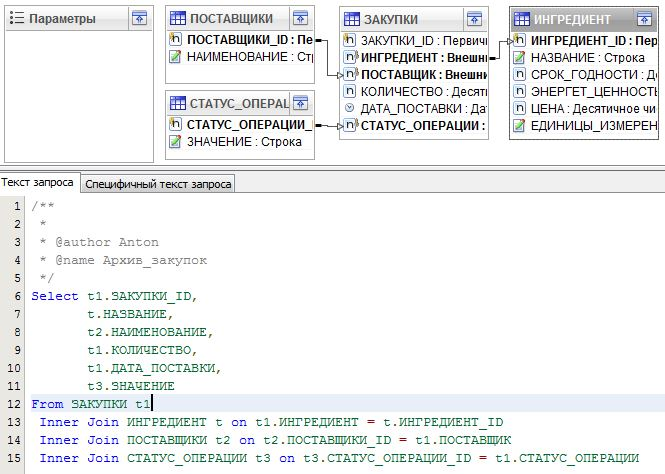 Параметры
ПОСТАВЩИКИ
ПОСТАВЩИКИ_ID : Пе
НАИМЕНОВАНИЕ : Стр
СТАТУС_ОПЕРАЦ
СТАТУС_ОПЕРАЦИИ_
ЗНАЧЕНИЕ : Строка
ЗАКУПКИ
ЗАКУПКИ_ID : Первичн
ИНГРЕДИЕНТ : Внешни
ПОСТАВЩИК : Внешни
КОЛИЧЕСТВО : Десяти
ДАТА_ПОСТАВКИ : Дат
СТАТУС_ОПЕРАЦИИ :
ИНГРЕДИЕНТ
ИНГРЕДИЕНТ_ID : Пер
НАЗВАНИЕ : Строка
СРОК_ГОДНОСТИ : Де
ЭНЕРГЕТ_ЦЕННОСТЬ
ЦЕНА : Десятичное чи
ЕДИНИЦЫ_ИЗМЕРЕН
Текст запроса Специфичный текст запроса
1 /**
2 *
3 * @author Anton
4 * @name Архив_закупок
5 */
6 Select t1.ЗАКУПКИ_ID,
7 t.НАЗВАНИЕ,
8 t2.НАИМЕНОВАНИЕ,
9 t1.КОЛИЧЕСТВО,
10 t1.ДАТА_ПОСТАВКИ,
11 t3.ЗНАЧЕНИЕ
12 From ЗАКУПКИ t1
13 Inner Join ИНГРЕДИЕНТ t on t1.ИНГРЕДИЕНТ = t.ИНГРЕДИЕНТ_ID
14 Inner Join ПОСТАВЩИКИ t2 on t2.ПОСТАВЩИКИ_ID = t1.ПОСТАВЩИК
15 Inner Join СТАТУС_ОПЕРАЦИИ t3 on t3.СТАТУС_ОПЕРАЦИИ_ID = t1.СТАТУС_ОПЕРАЦИИ